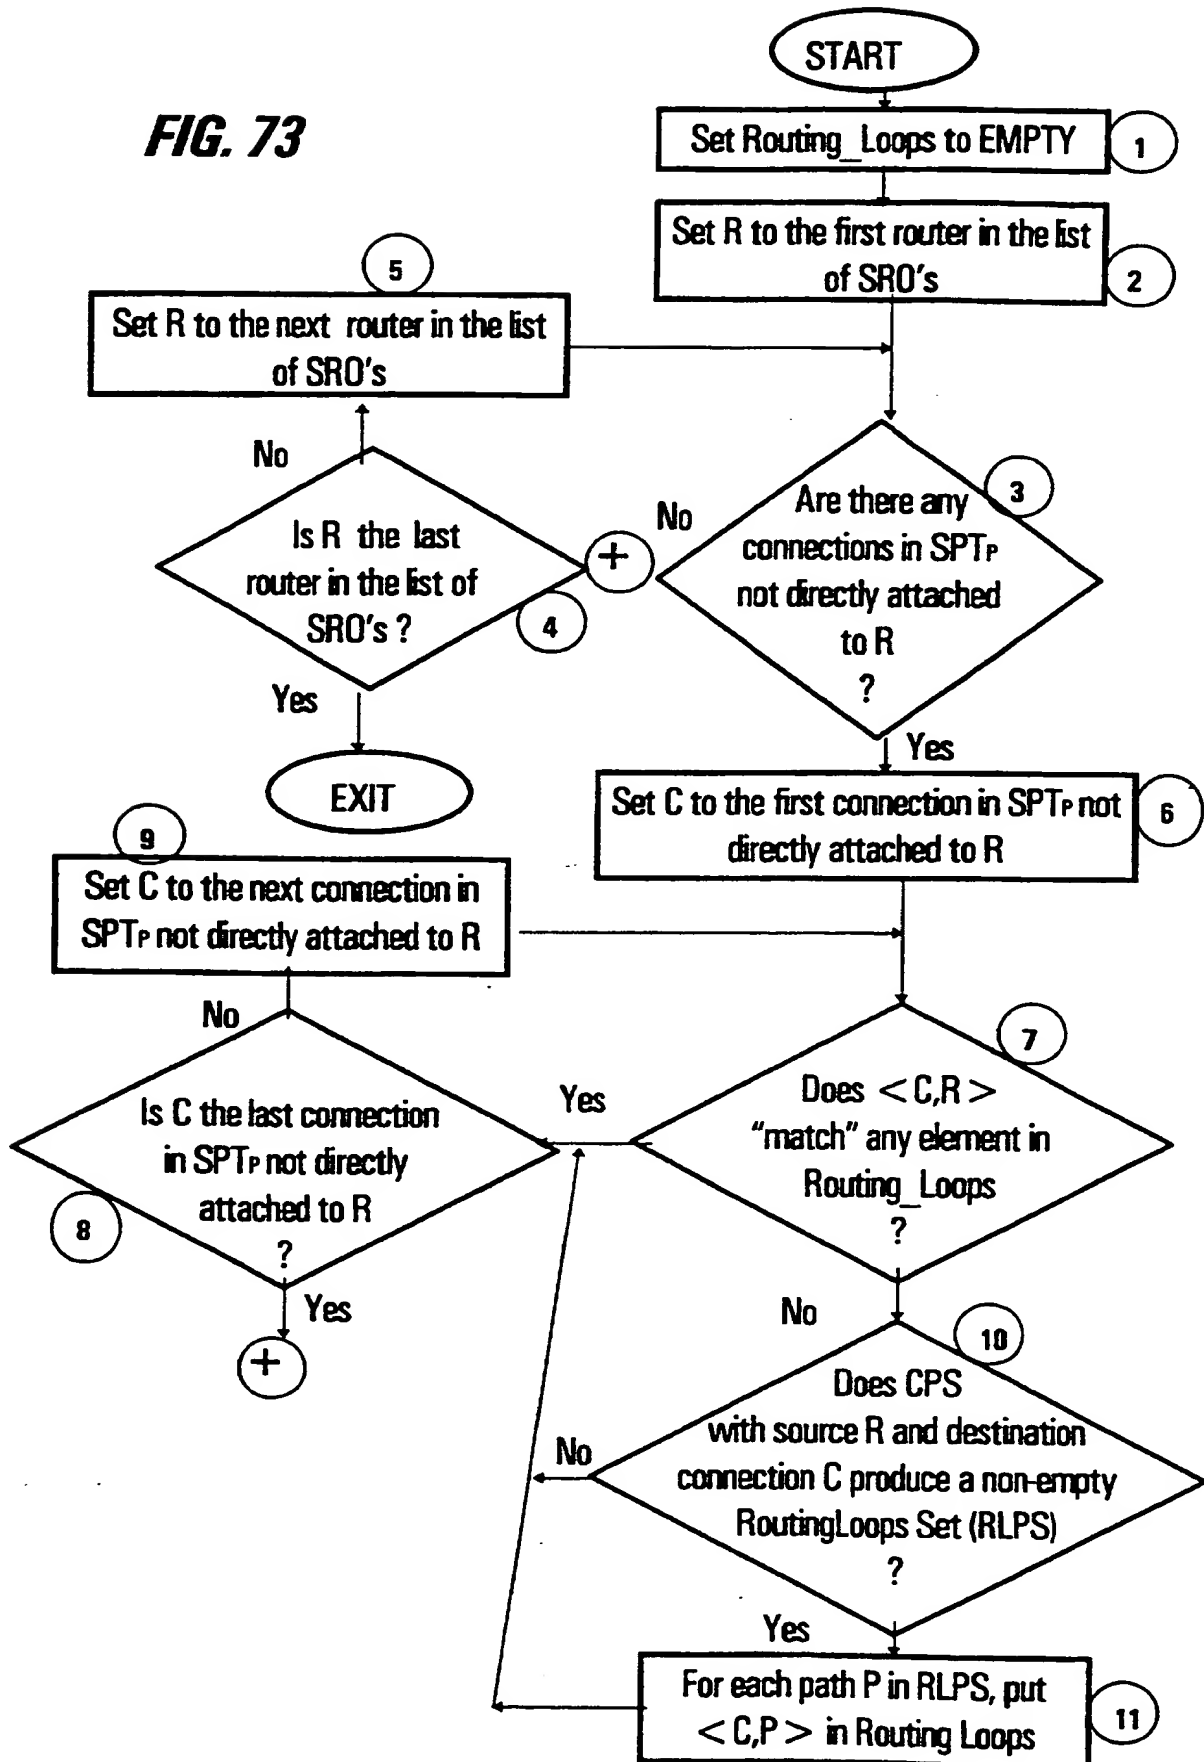 FIG. 73
START
Set Routing_Loops to EMPTY
1
Set R to the first router in the list
of SRO's
2
5
Set R to the next router in the list
of SRO's
No
Is R the last
router in the list of
SRO's ?
4
+
Yes
EXIT
3
No
Are there any
connections in SPTP
not directly attached
to R
?
Yes
Set C to the first connection in SPTP not
directly attached to R
6
9
Set C to the next connection in
SPTP not directly attached to R
No
Is C the last connection
in SPTP not directly
attached to R
?
8
Yes
+
7
Yes
Does <C,R>
"match" any element in
Routing_Loops
?
No
10
Does CPS
with source R and destination
connection C produce a non-empty
RoutingLoops Set (RLPS)
?
No
Yes
For each path P in RLPS, put
<C,P> in Routing Loops
11